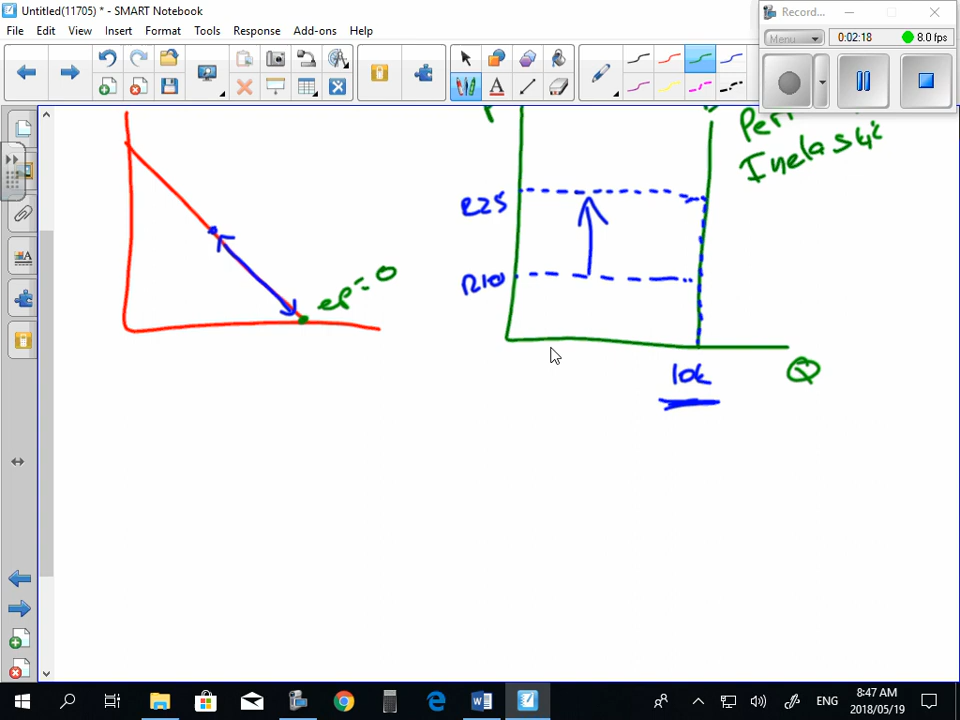 Untitled(11705) * - SMART Notebook
File Edit View Insert Format Tools Response Add-ons Help
Record...
Menu
0:02:18
8.0 fps
Inelastic
R25
R10
ep=0
10k
Q
ENG
8:47 AM
2018/05/19